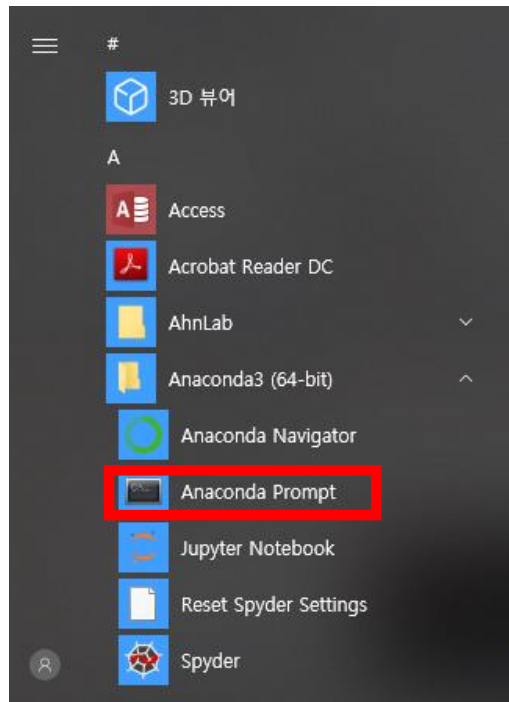 #
3D 뷰어
A
Access
Acrobat Reader DC
AhnLab
Anaconda3 (64-bit)
Anaconda Navigator
Anaconda Prompt
Jupyter Notebook
Reset Spyder Settings
Spyder